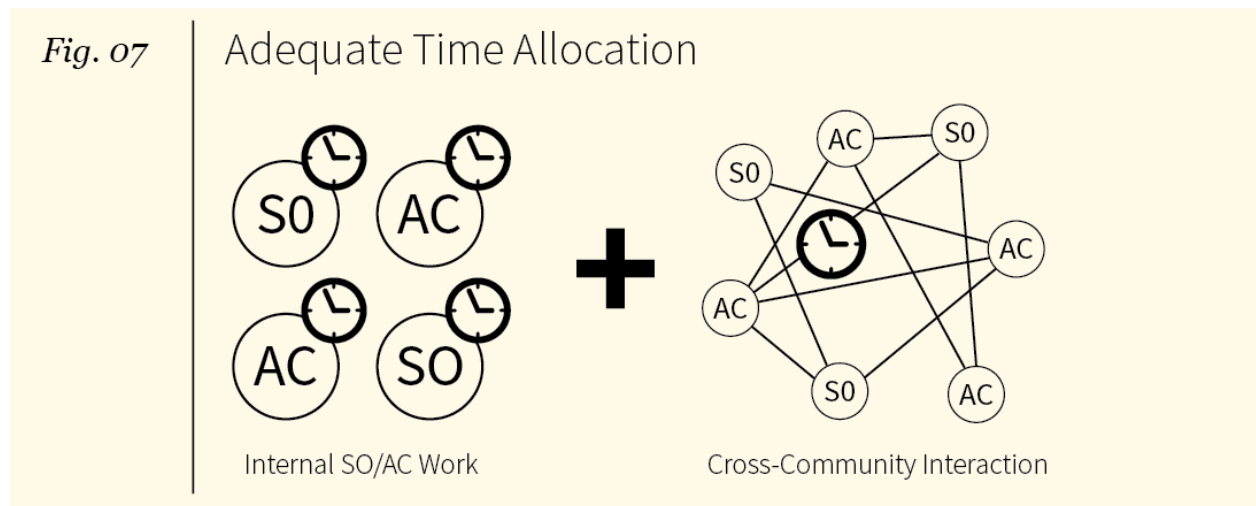 Fig. 07
Adequate Time Allocation
S0
AC
AC
SO
Internal SO/AC Work
AC
S0
S0
AC
AC
S0
AC
Cross-Community Interaction